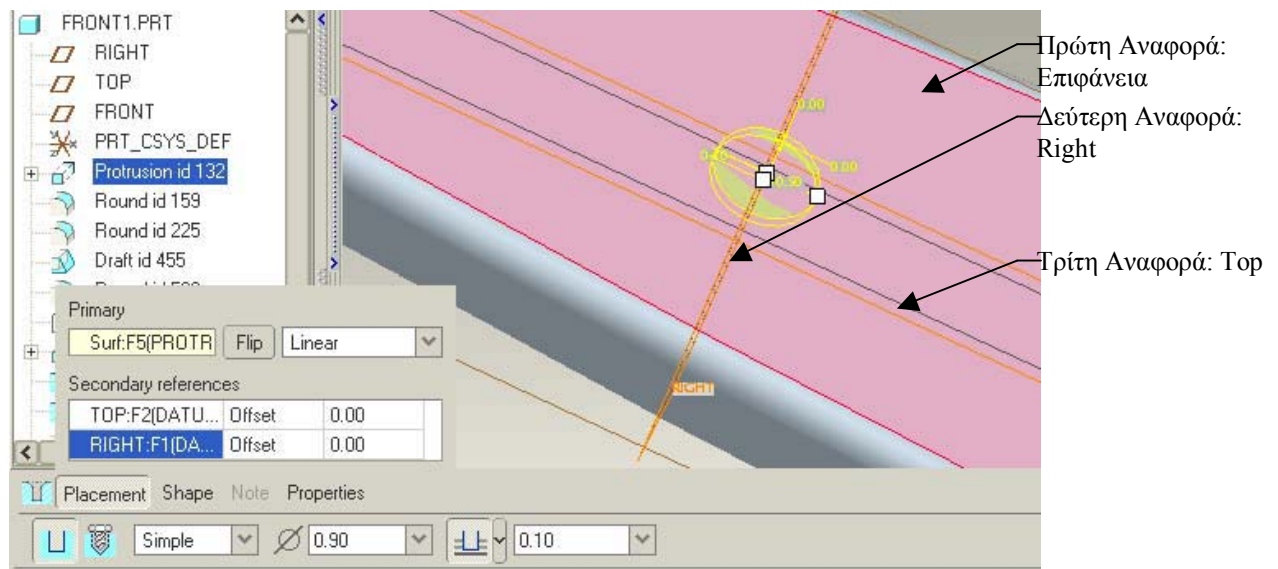 FRONT1.PRT
RIGHT
TOP
FRONT
PRT_CSYS_DEF
Protrusion id 132
Round id 159
Round id 225
Draft id 455
Primary
Surf:F5(PROTR
Flip
Linear
Secondary references
TOP:F2(DATU... Offset 0.00
RIGHT:F1(DA... Offset 0.00
Placement Shape Note Properties
Simple 0.90 0.10
0.00
0.00
0.50
RIGHT
Πρώτη Αναφορά:
Επιφάνεια
Δεύτερη Αναφορά:
Right
Τρίτη Αναφορά: Top